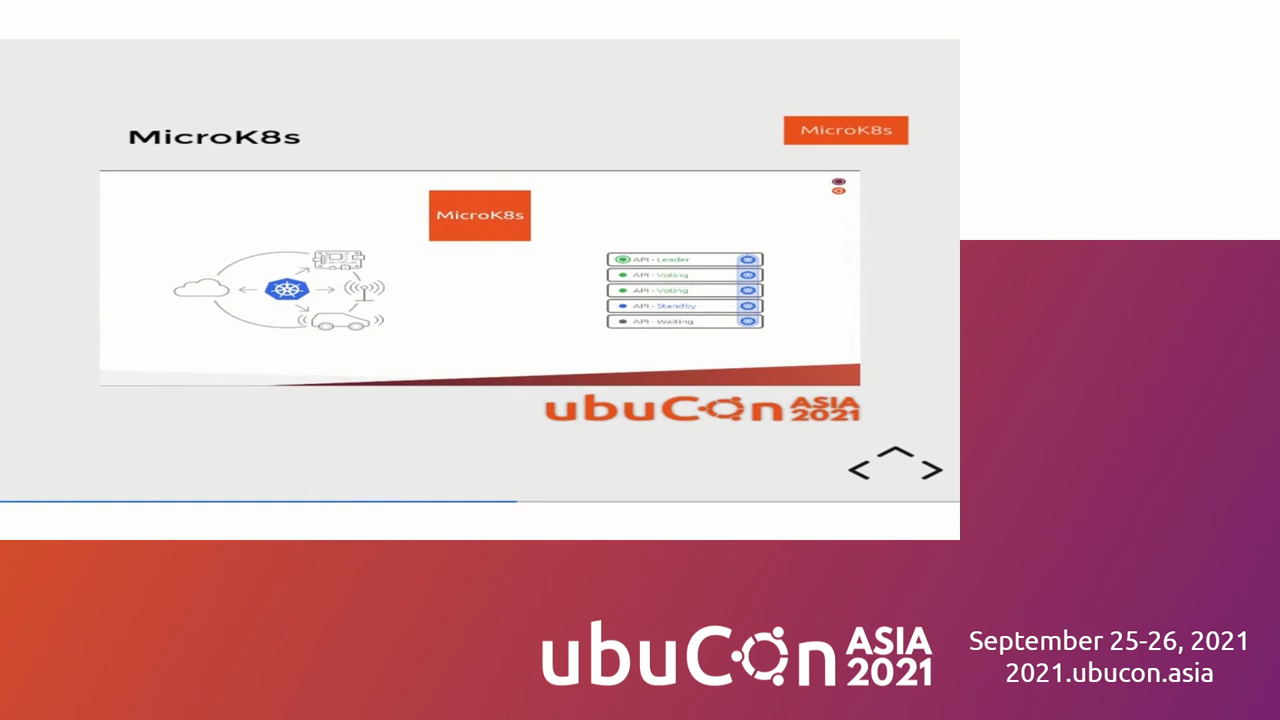 MicroK8s
MicroK8s
MicroK8s
API - Leader
API - Voting
API - Voting
API - Standby
API - Waiting
ubuCon ASIA 2021
ubuCon ASIA 2021
September 25-26, 2021
2021.ubucon.asia